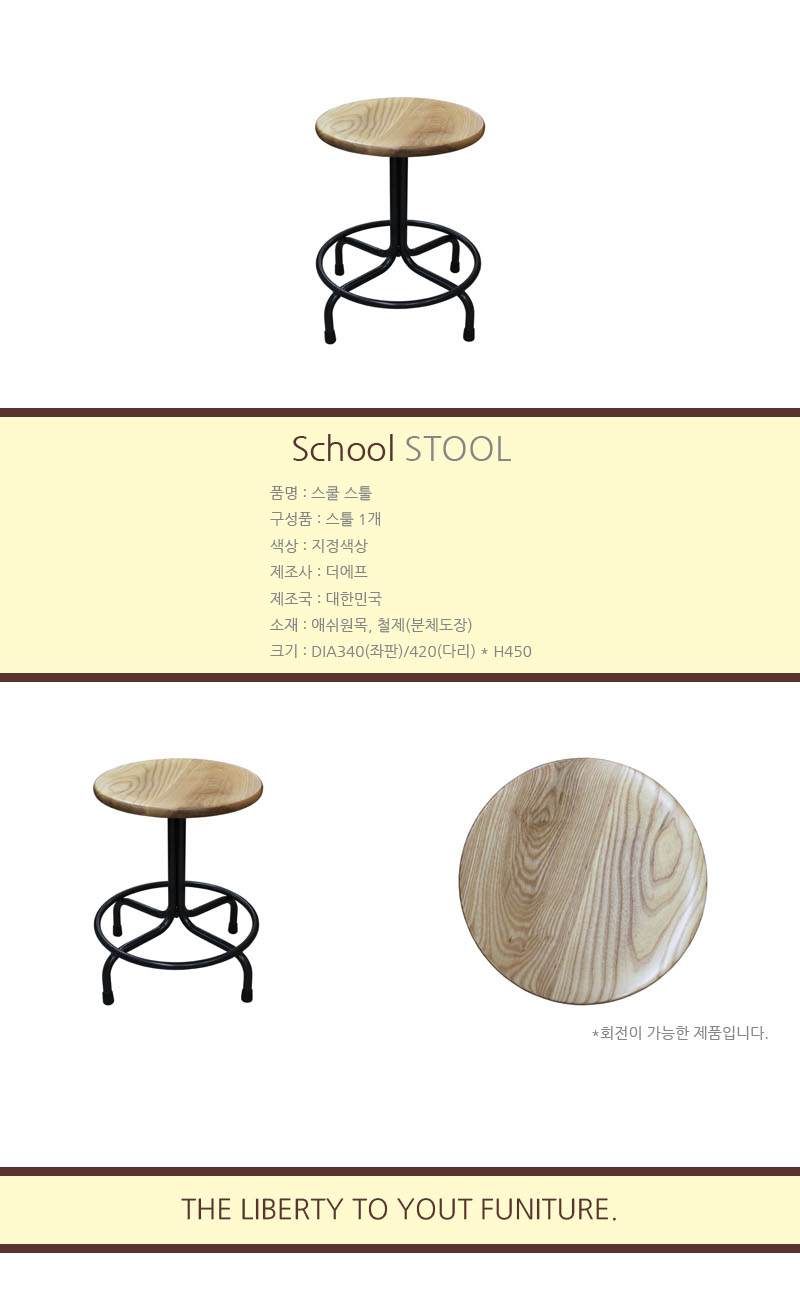 School STOOL
품명 : 스쿨 스툴
구성품 : 스툴 1개
색상 : 지정색상
제조사 : 더에프
제조국 : 대한민국
소재 : 애쉬원목, 철제(분체도장)
크기 : DIA340(좌판)/420(다리) * H450
*회전이 가능한 제품입니다.
THE LIBERTY TO YOUT FUNITURE.